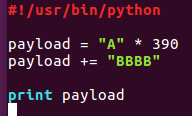 #!/usr/bin/python
payload = "A" * 390
payload += "BBBB"
print payload